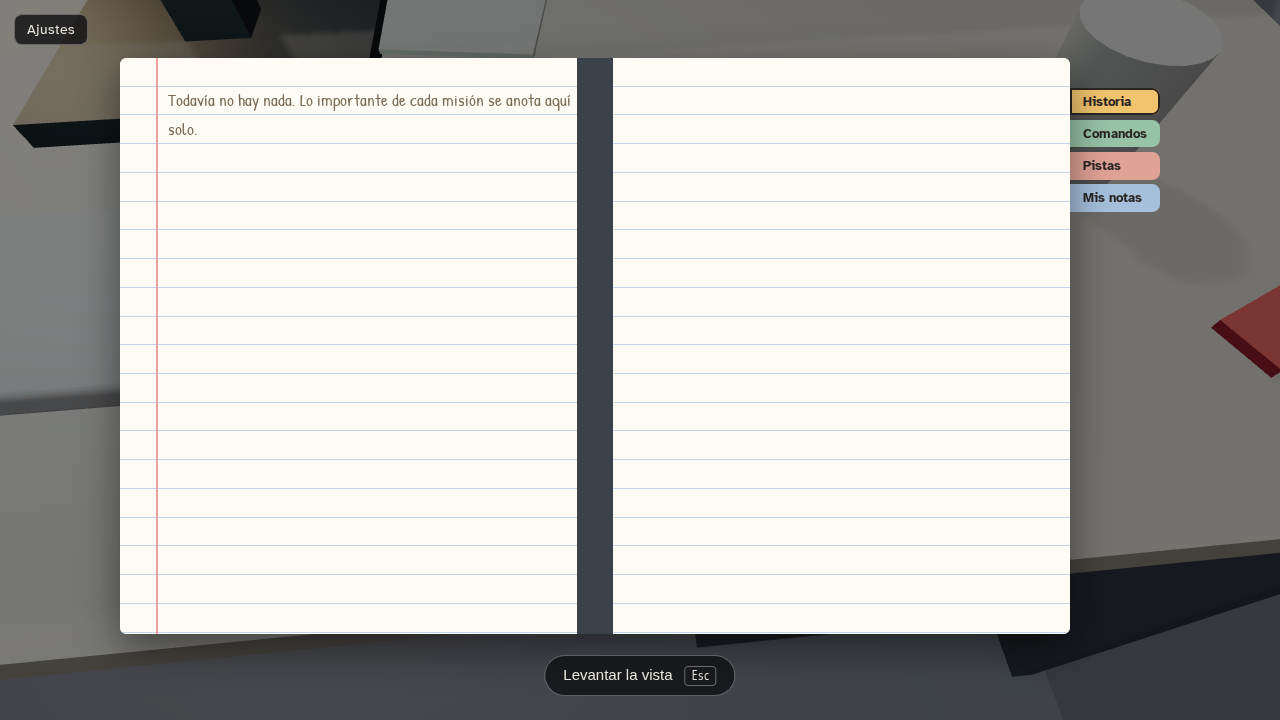 Ajustes
Todavía no hay nada. Lo importante de cada misión se anota aquí
solo.
Historia
Comandos
Pistas
Mis notas
Levantar la vista Esc